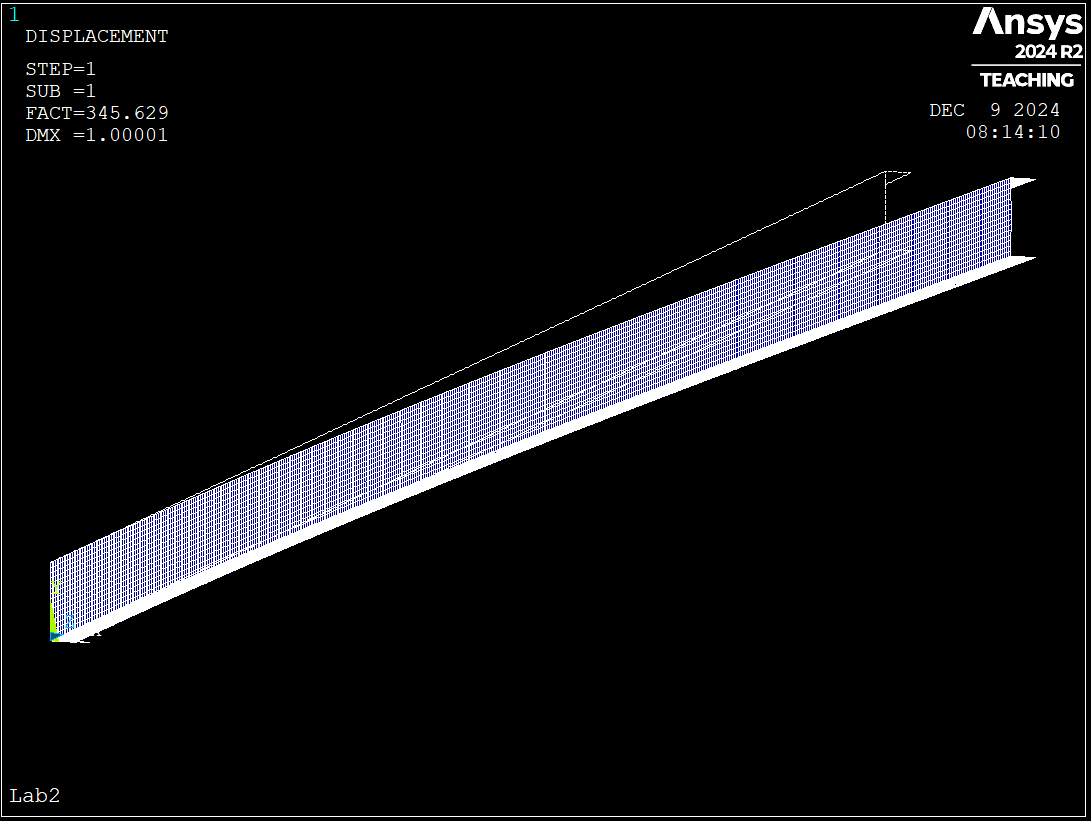 1
DISPLACEMENT
STEP=1
SUB =1
FACT=345.629
DMX =1.00001
Ansys
2024 R2
TEACHING
DEC 9 2024
08:14:10
Lab2